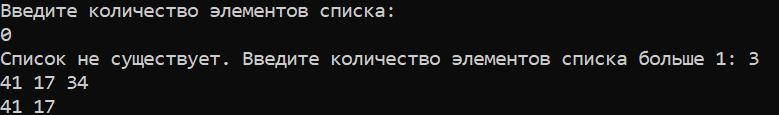 Введите количество элементов списка:
0
Список не существует. Введите количество элементов списка больше 1: 3
41 17 34
41 17